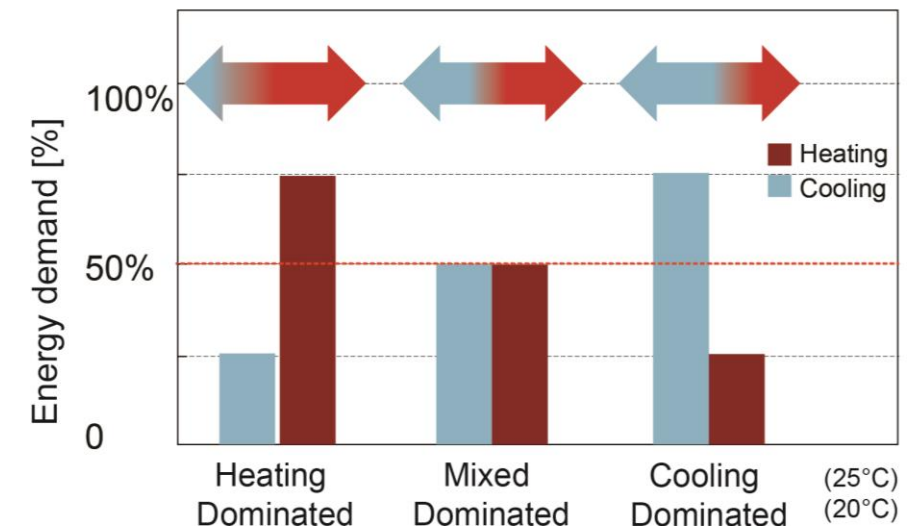 Energy demand [%]
100%
50%
0
Heating
Cooling
Heating
Dominated
Mixed
Dominated
Cooling
Dominated
(25°C)
(20°C)